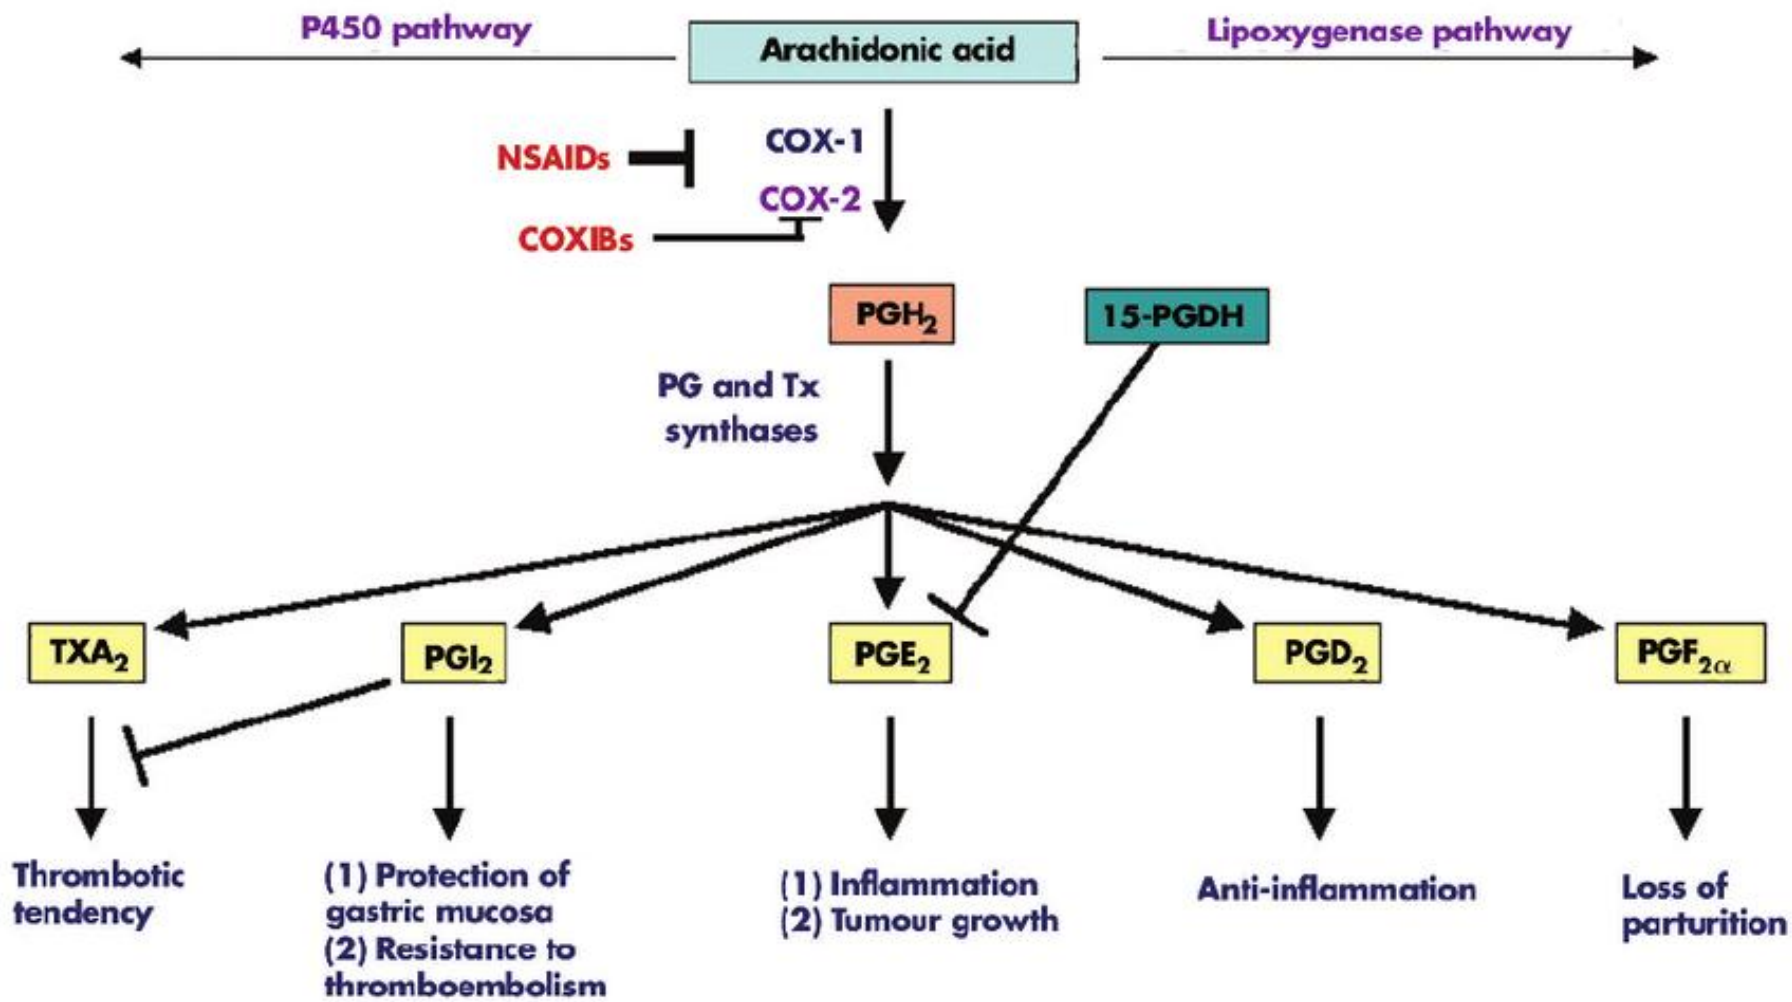 P450 pathway
Arachidonic acid
Lipoxygenase pathway
NSAIDs
COX-1
COX-2
COXIBs
PGH₂
15-PGDH
PG and Tx
synthases
TXA₂
PGI₂
PGE₂
PGD₂
PGF₂α
Thrombotic
tendency
(1) Protection of
gastric mucosa
(2) Resistance to
thromboembolism
(1) Inflammation
(2) Tumour growth
Anti-inflammation
Loss of
parturition